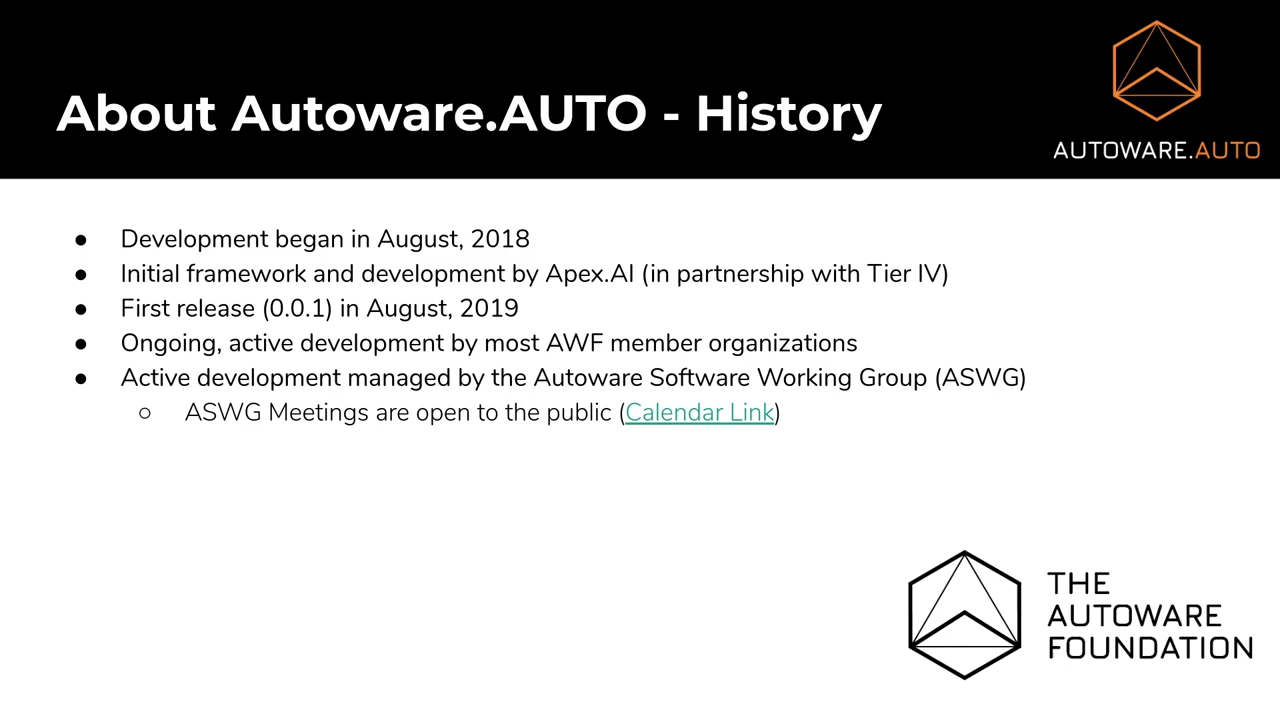 About Autoware.AUTO - History
AUTOWARE.AUTO
● Development began in August, 2018
● Initial framework and development by Apex.AI (in partnership with Tier IV)
● First release (0.0.1) in August, 2019
● Ongoing, active development by most AWF member organizations
● Active development managed by the Autoware Software Working Group (ASWG)
○ ASWG Meetings are open to the public (Calendar Link)
THE
AUTOWARE
FOUNDATION